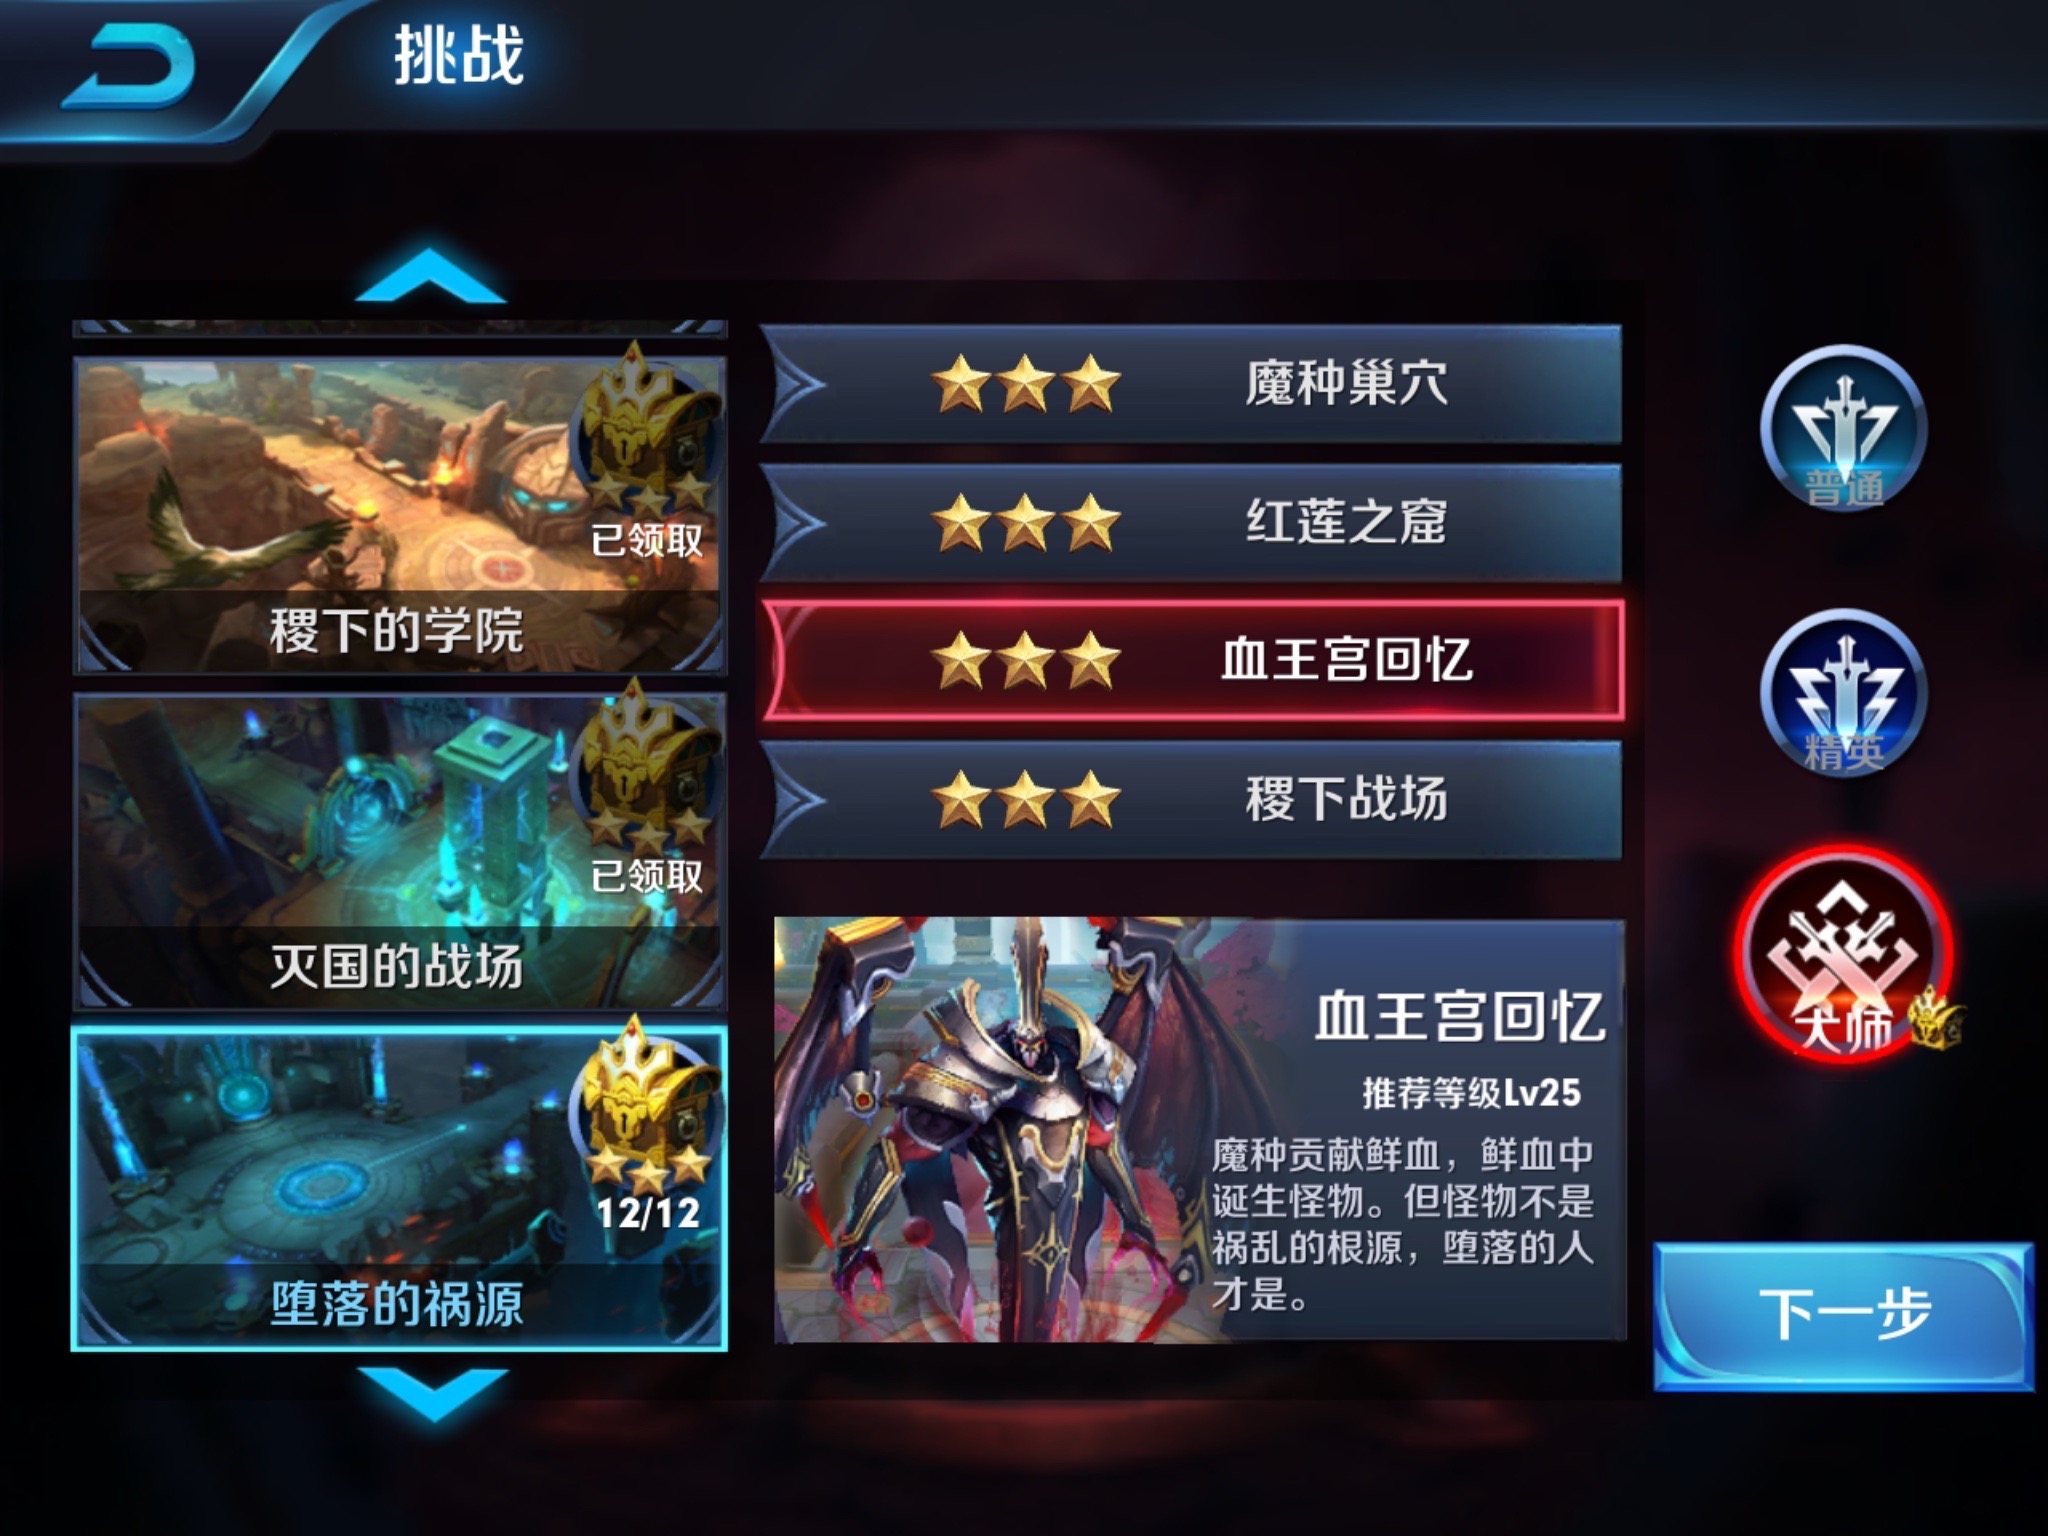 挑战
已领取
稷下的学院
已领取
灭国的战场
12/12
堕落的祸源
魔种巢穴
红莲之窟
血王宫回忆
稷下战场
血王宫回忆
推荐等级Lv25
魔种贡献鲜血，鲜血中
诞生怪物。但怪物不是
祸乱的根源，堕落的人
才是。
普通
精英
大师
下一步